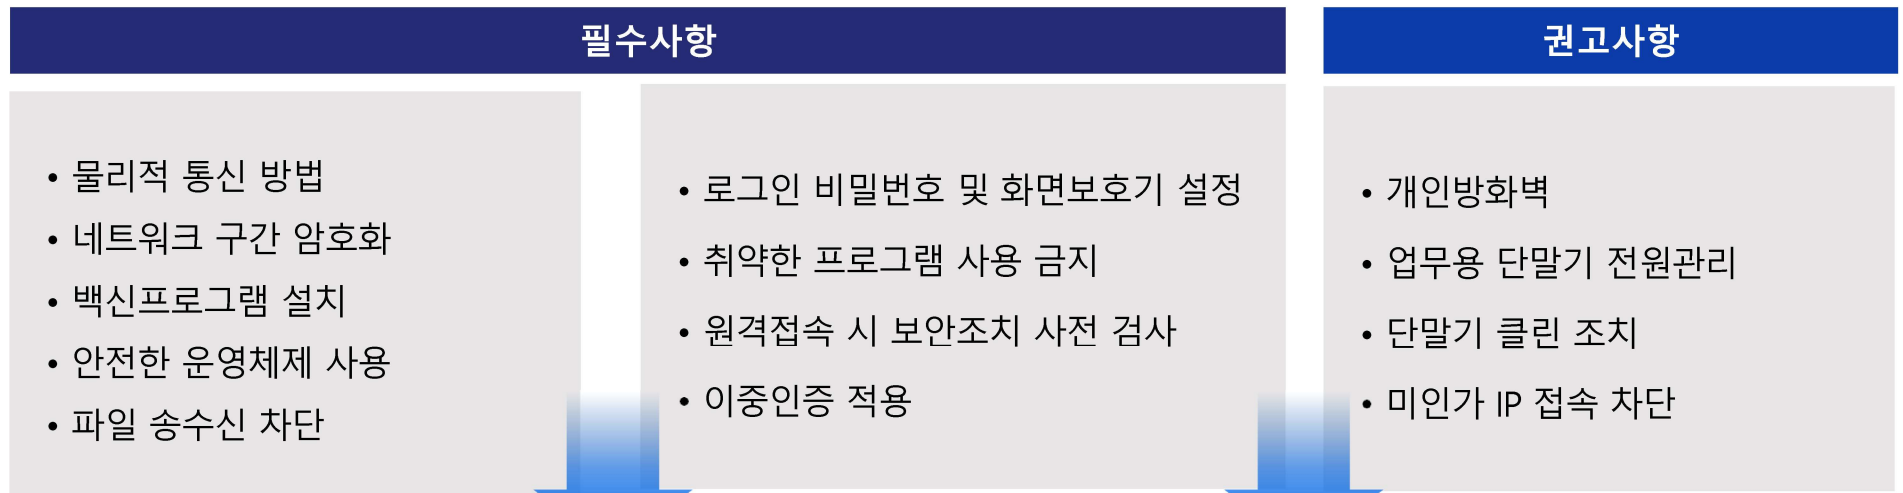 필수사항
• 물리적 통신 방법
• 네트워크 구간 암호화
• 백신프로그램 설치
• 안전한 운영체제 사용
• 파일 송수신 차단
• 로그인 비밀번호 및 화면보호기 설정
• 취약한 프로그램 사용 금지
• 원격접속 시 보안조치 사전 검사
• 이중인증 적용
권고사항
• 개인방화벽
• 업무용 단말기 전원관리
• 단말기 클린 조치
• 미인가 IP 접속 차단